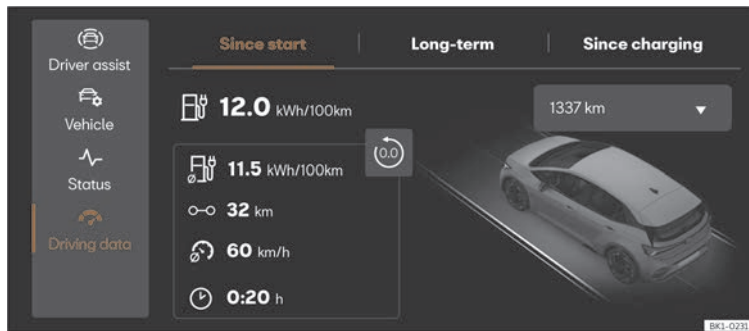 Driver assist
Vehicle
Status
Driving data
Since start
Long-term
Since charging
12.0 kWh/100km
1337 km
(0.0)
11.5 kWh/100km
32 km
60 km/h
0:20 h
BK1-0231